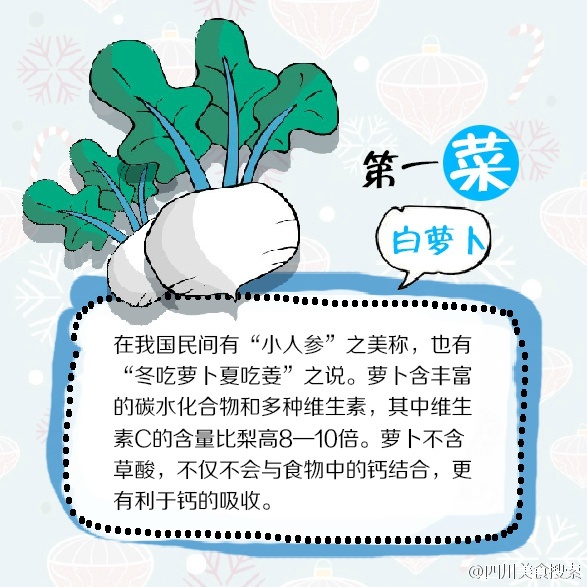 第一菜
白萝卜
在我国民间有“小人参”之美称，也有
“冬吃萝卜夏吃姜”之说。萝卜含丰富
的碳水化合物和多种维生素，其中维生
素C的含量比梨高8—10倍。萝卜不含
草酸，不仅不会与食物中的钙结合，更
有利于钙的吸收。
@四川美食搜索